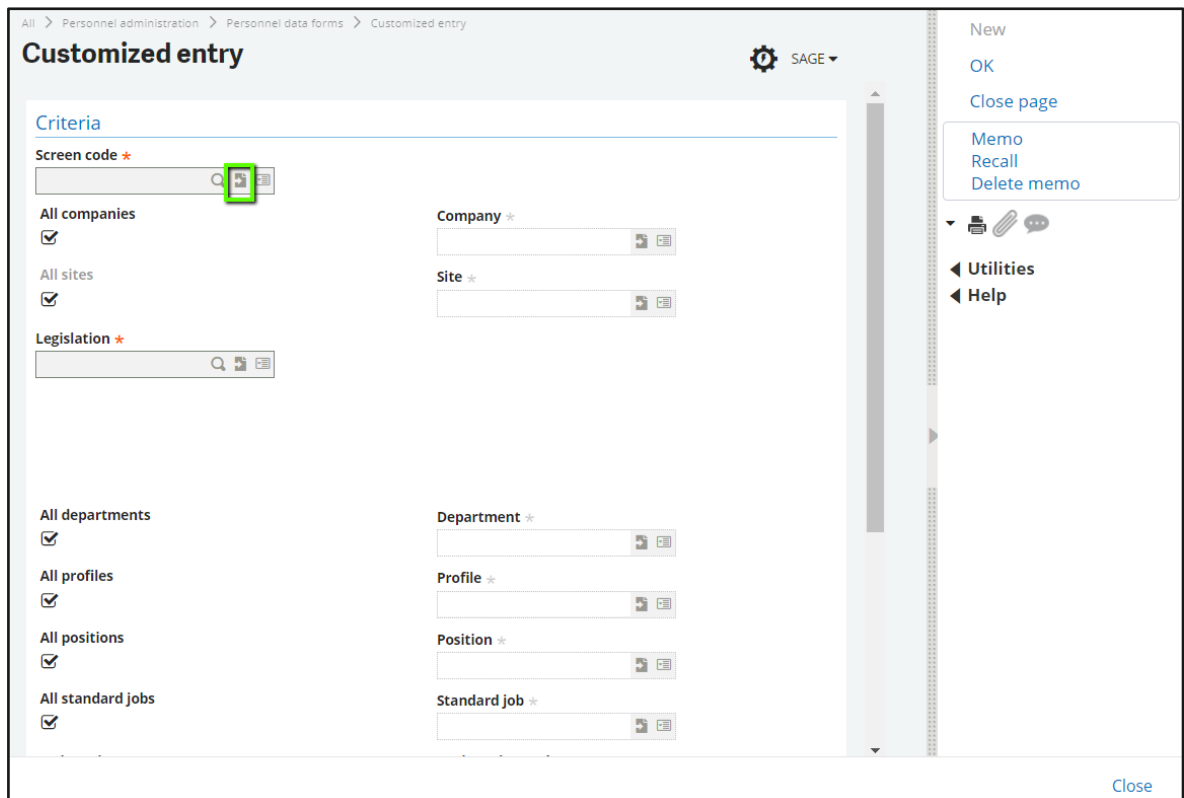 All > Personnel administration > Personnel data forms > Customized entry
Customized entry
SAGE
Criteria
Screen code *
All companies
Company *
All sites
Site *
Legislation *
All departments
Department *
All profiles
Profile *
All positions
Position *
All standard jobs
Standard job *
New
OK
Close page
Memo
Recall
Delete memo
Utilities
Help
Close